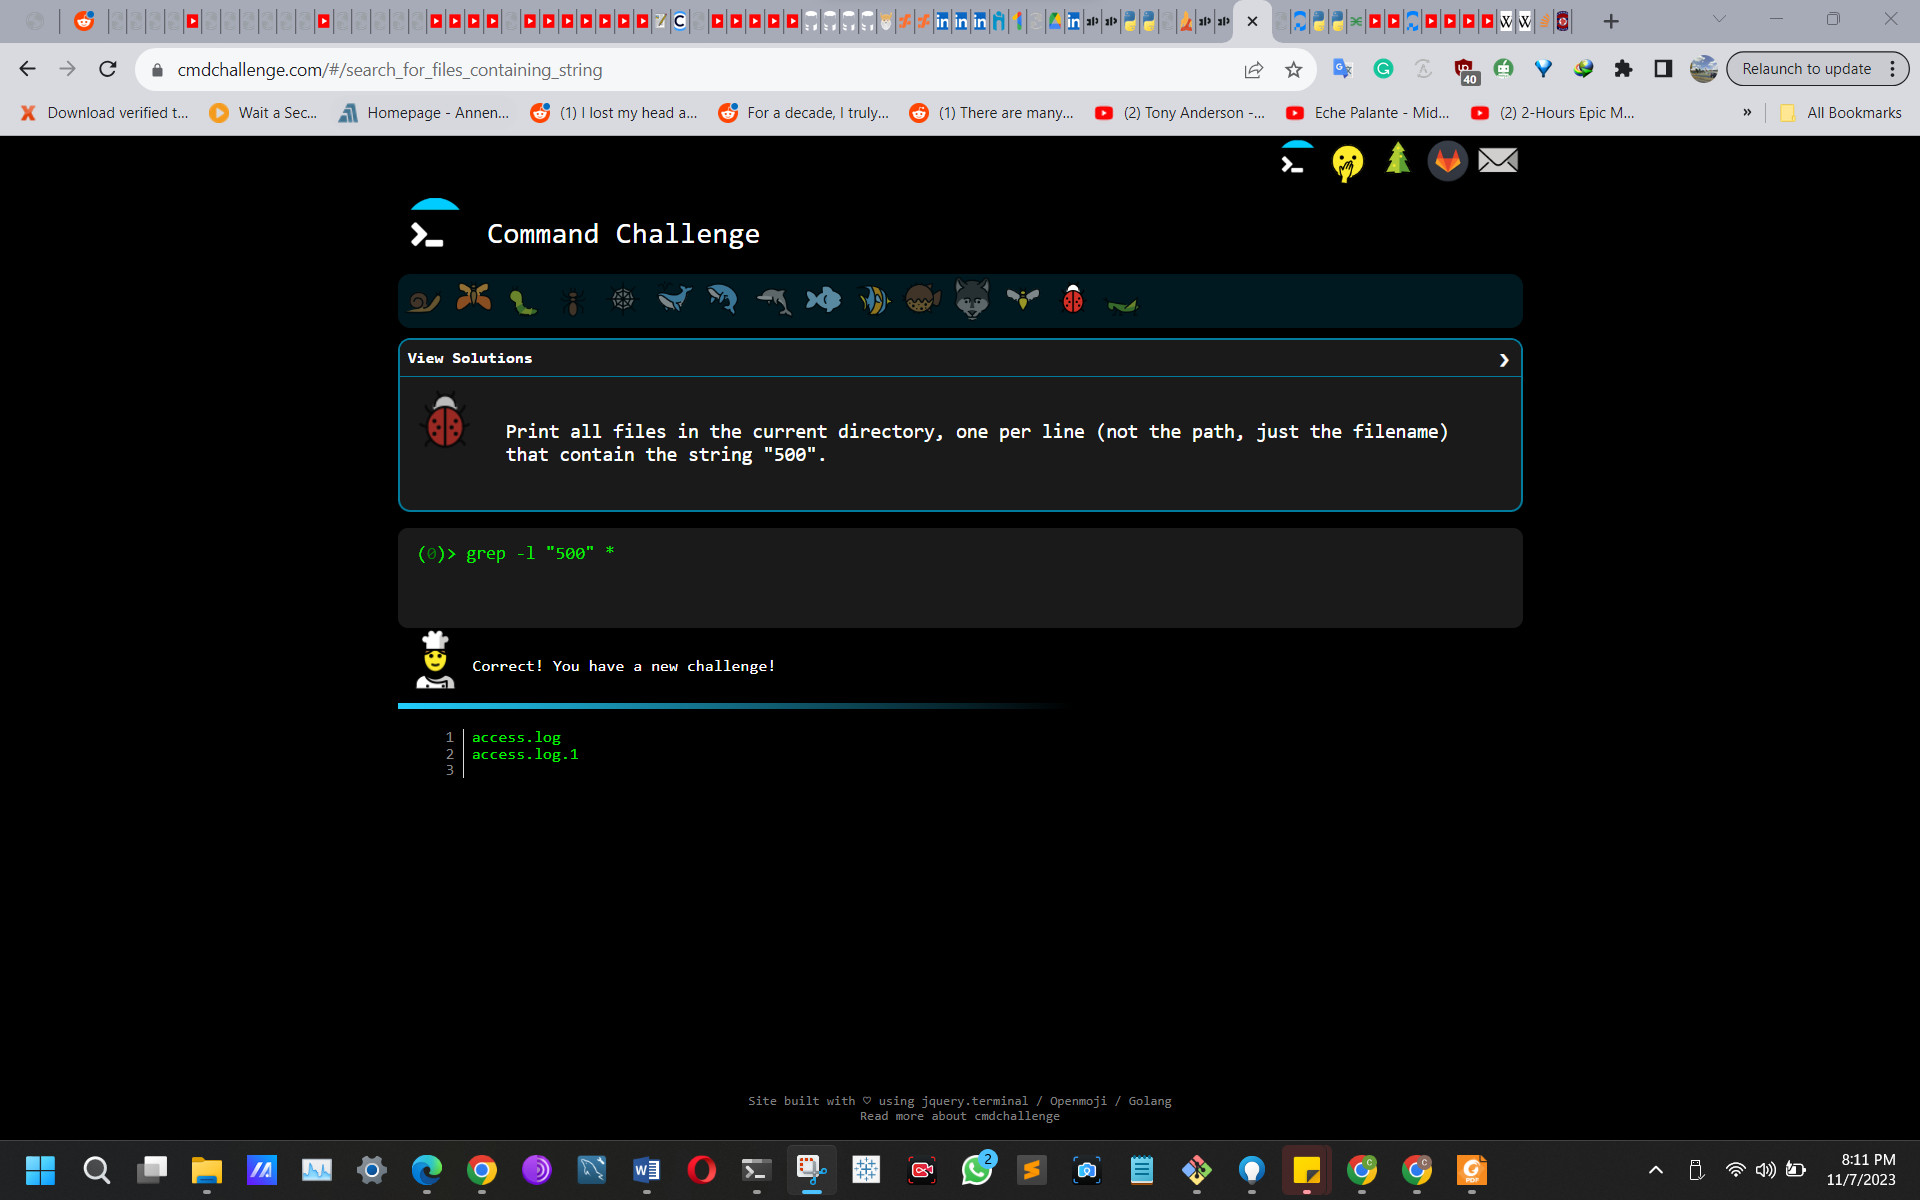 cmdchallenge.com/#/search_for_files_containing_string
40
Relaunch to update
Download verified t...
Wait a Sec...
Homepage - Annen...
(1) I lost my head a...
For a decade, I truly...
(1) There are many...
(2) Tony Anderson -...
Eche Palante - Mid...
(2) 2-Hours Epic M...
»
All Bookmarks
Command Challenge
View Solutions
Print all files in the current directory, one per line (not the path, just the filename)
that contain the string "500".
(0)> grep -l "500" *
Correct! You have a new challenge!
1 access.log
2 access.log.1
3
Site built with ♡ using jquery.terminal / Openmoji / Golang
Read more about cmdchallenge
2
8:11 PM
11/7/2023